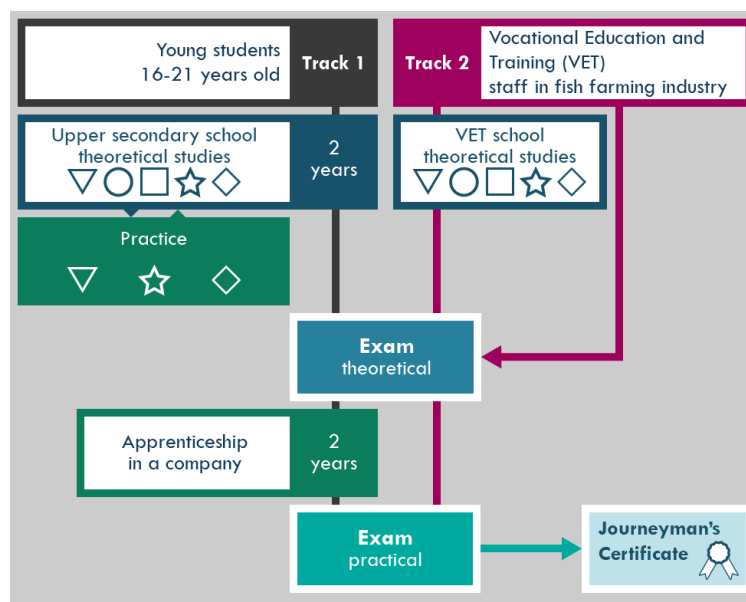 Young students
16-21 years old
Track 1
Track 2
Vocational Education and
Training (VET)
staff in fish farming industry
Upper secondary school
theoretical studies
2
years
VET school
theoretical studies
Practice
Exam
theoretical
Apprenticeship
in a company
2
years
Exam
practical
Journeyman's
Certificate